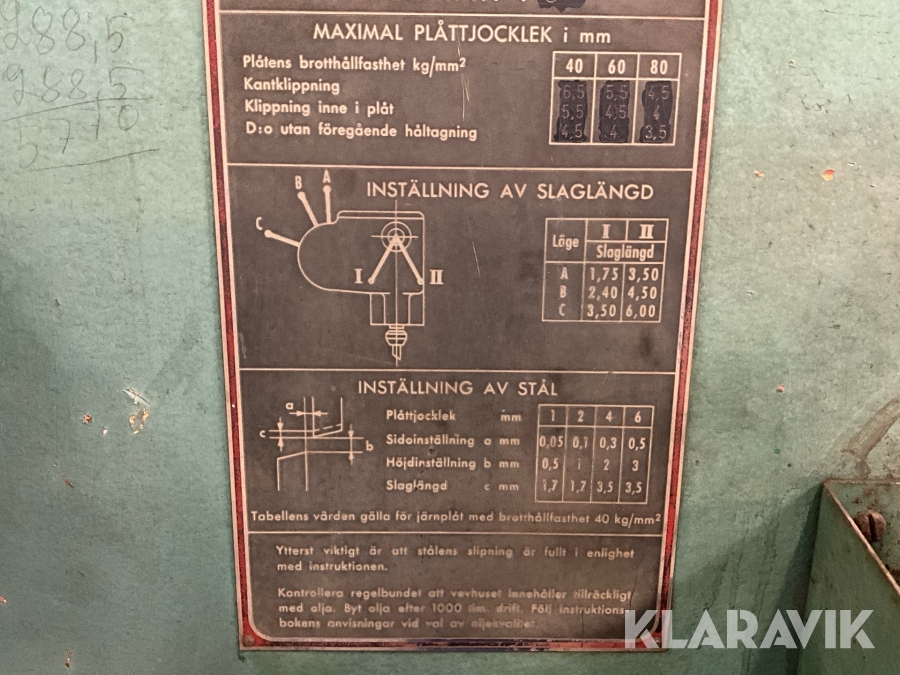 288,5
288,5
MAXIMAL PLÅTTJOCKLEK i mm
Plåtens brotthållfasthet kg/mm² 40 60 80
Kantklippning 6,5 5,5 4,5
Klippning inne i plåt 5,5 4,5 4
D:o utan föregående håltagning 4,5 4 3,5
INSTÄLLNING AV SLAGLÄNGD
A
B
C
I II
Läge I II
Slaglängd
A 1,75 3,50
B 2,40 4,50
C 3,50 6,00
INSTÄLLNING AV STÅL
a
c
b
Plåttjocklek mm 1 2 4 6
Sidoinställning a mm 0,05 0,1 0,3 0,5
Höjdinställning b mm 0,5 1 2 3
Slaglängd c mm 1,7 1,7 3,5 3,5
Tabellens värden gälla för järnplåt med brotthållfasthet 40 kg/mm²
Ytterst viktigt är att stålens slipning är fullt i enlighet
med instruktionen.
Kontrollera regelbundet att vevhuset innehåller tillräckligt
med olja. Byt olja efter 1000 tim. drift. Följ instruktions-
bokens anvisningar vid val av oljekvalitet.
KLARAVIK